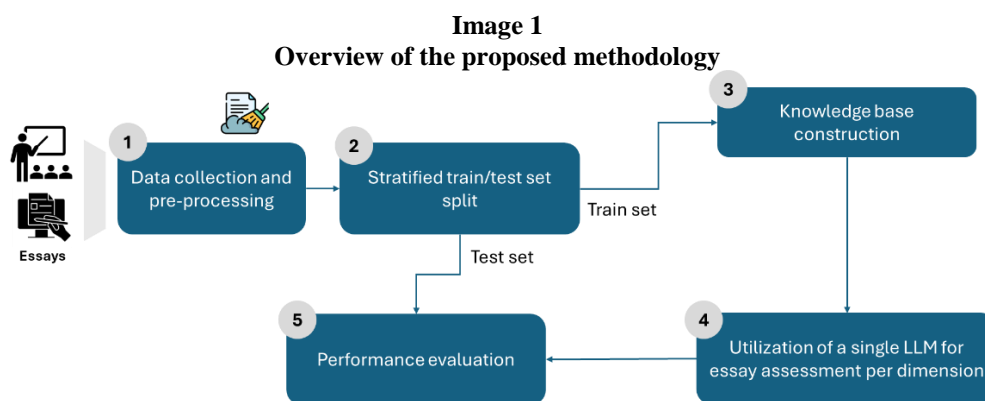 Image 1
Overview of the proposed methodology
Essays
1
Data collection and
pre-processing
2
Stratified train/test set
split
Train set
Test set
3
Knowledge base
construction
4
Utilization of a single LLM for
essay assessment per dimension
5
Performance evaluation